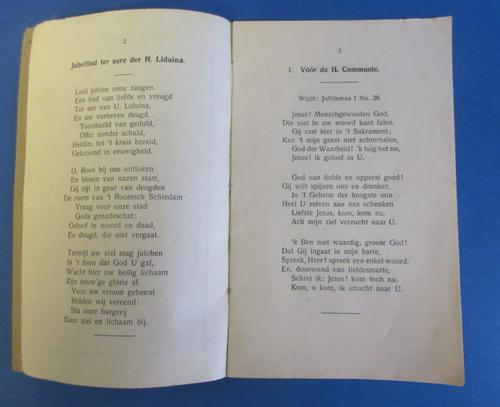 2
Jubellied ter eere der H. Liduina.
Luid jublen onze zangen.
Een lied van liefde en vreugd
Ter eer van U, Liduina,
En uw verheven deugd.
Toonbeeld van geduld,
Offer zonder schuld,
Heldin, tot 't kruis bereid,
Gekroond in eeuwigheid.
O, Roos bij ons ontloken
En bloem van onzen stam,
Gij zijt in geur van deugden
De roem van 't Roomsch Schiedam
Vraag voor onze stad
Gods genadeschat:
Geloof in woord en daad,
En deugd, die niet vergaat.
Terwijl uw ziel mag juichen
In 't loon dat God U gaf,
Wacht hier uw heilig lichaam
Zijn eeuw'ge glorie af.
Voor uw vroom gebeent
Bidden wij vereend:
Sta onze burgerij
Naar ziel en lichaam bij.
3
1. Vóór de H. Communie.
Wijze: Jubilemus I No. 28.
Jesus! Menschgeworden God,
Die niet in uw woord kunt falen,
Gij rust hier in 't Sakrament;
Kan 't mijn geest niet achterhalen,
God der Waarheid! 'k tuig het nu,
Jesus! ik geloof in U.
God van liefde en opperst goed!
Gij wilt spijzen ons en drenken,
In 't Geheim der hoogste min
Heel U zelven aan ons schenken
Liefste Jesus, kom, kom nu,
Ach mijn ziel verzucht naar U.
'k Ben niet waardig, groote God!
Dat Gij ingaat in mijn harte,
Spreek, Heer! spreek een enkel woord,
En, doorwond van liefdesmarte,
Schrei ik: Jesus! kom toch nu.
Kom, o kom, ik smacht naar U.